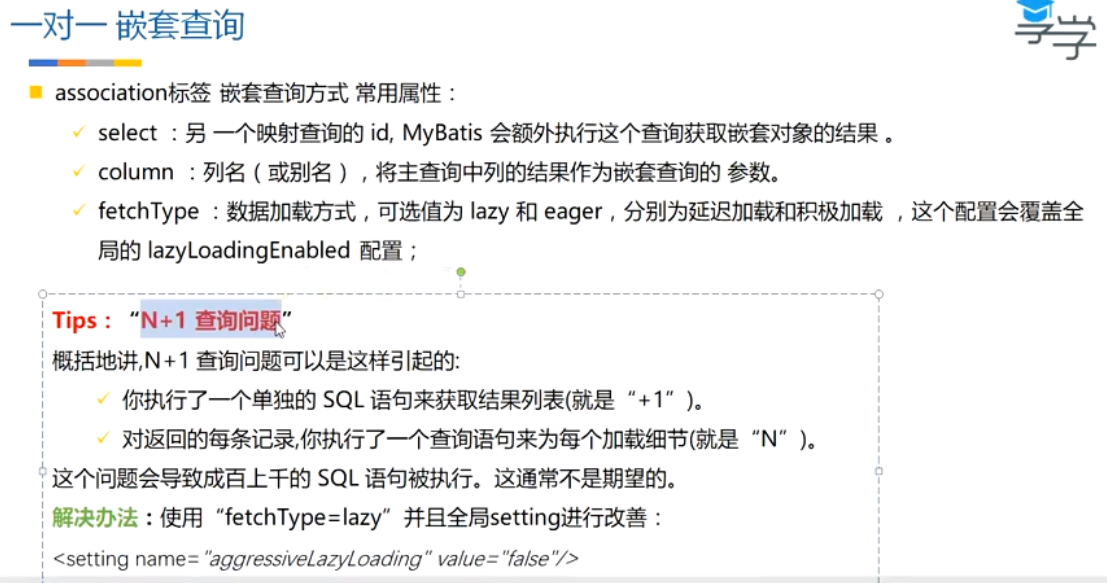 一对一 嵌套查询
享学
association标签 嵌套查询方式 常用属性：
select ：另 一个映射查询的 id, MyBatis 会额外执行这个查询获取嵌套对象的结果 。
column ：列名（或别名），将主查询中列的结果作为嵌套查询的 参数。
fetchType ：数据加载方式，可选值为 lazy 和 eager，分别为延迟加载和积极加载 ，这个配置会覆盖全
局的 lazyLoadingEnabled 配置；
Tips：“N+1 查询问题”
概括地讲,N+1 查询问题可以是这样引起的:
你执行了一个单独的 SQL 语句来获取结果列表(就是“+1”)。
对返回的每条记录,你执行了一个查询语句来为每个加载细节(就是“N”)。
这个问题会导致成百上千的 SQL 语句被执行。这通常不是期望的。
解决办法：使用“fetchType=lazy”并且全局setting进行改善：
<setting name="aggressiveLazyLoading" value="false"/>